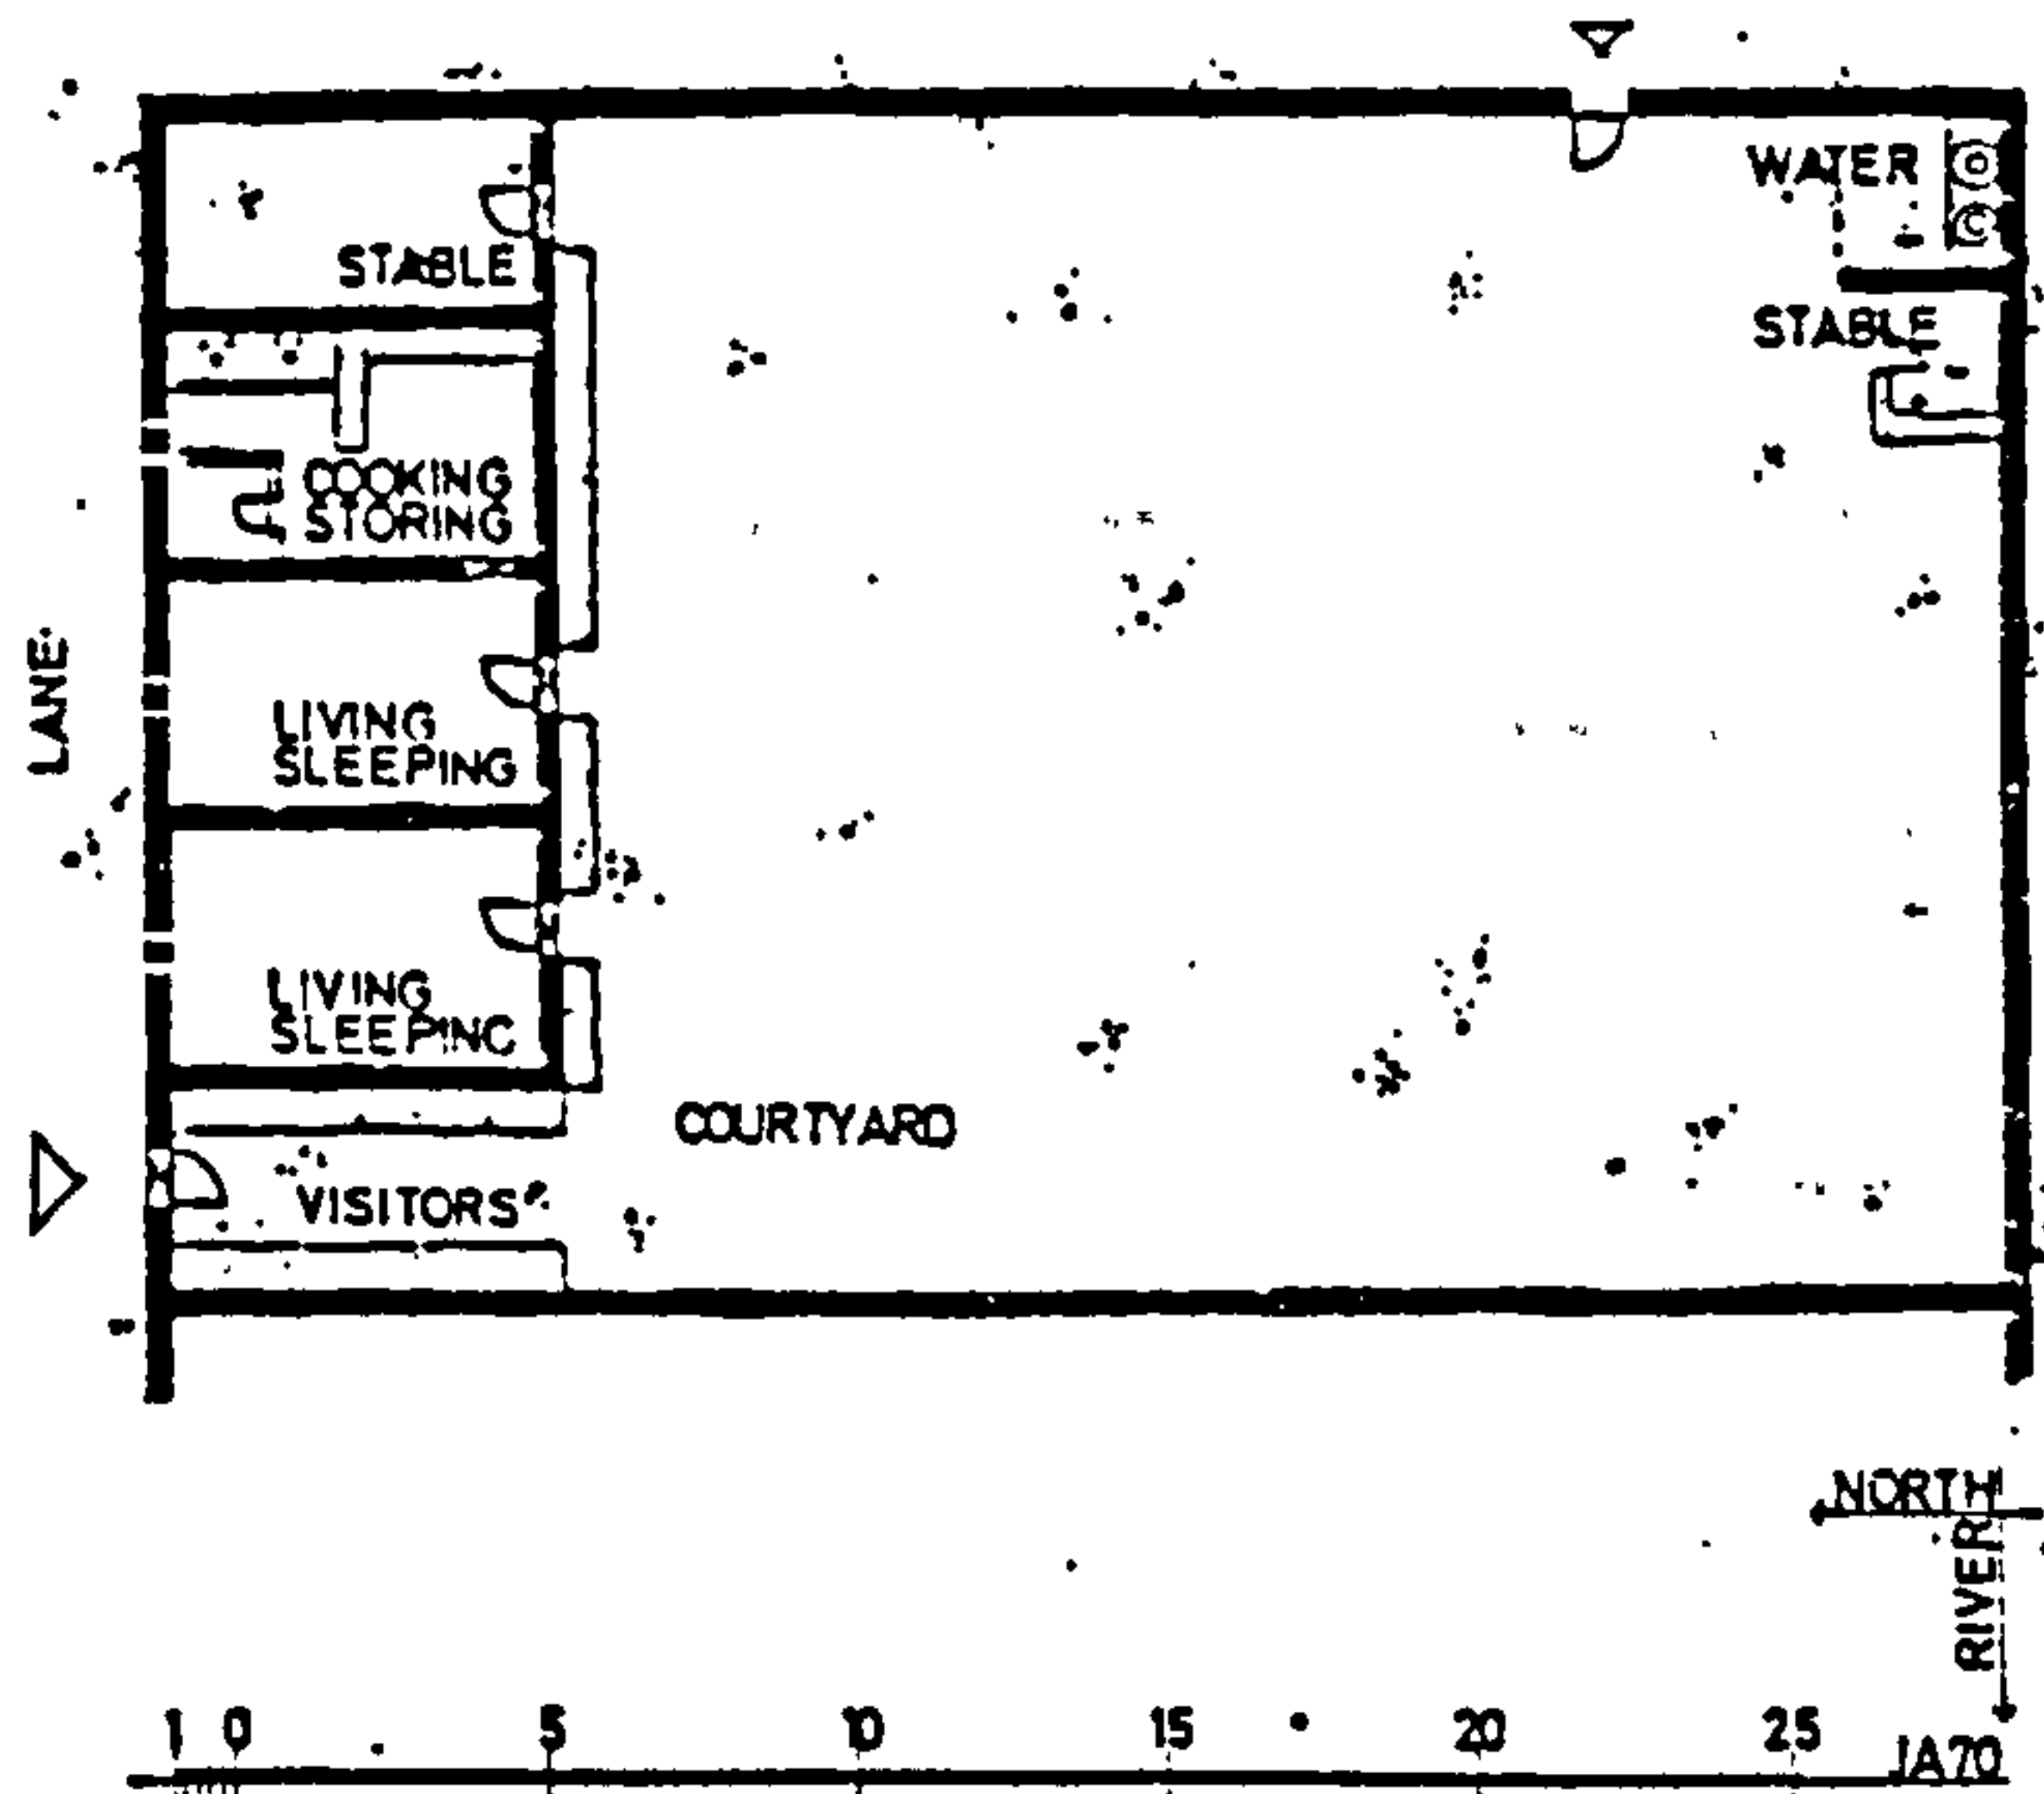 WATER
STABLE
STABLE
COOKING
STORING
LANE
LIVING
SLEEPING
LIVING
SLEEPINC
COURTYARD
VISITORS
NORTH
RIVER
1 0 5 10 15 20 25
JA70